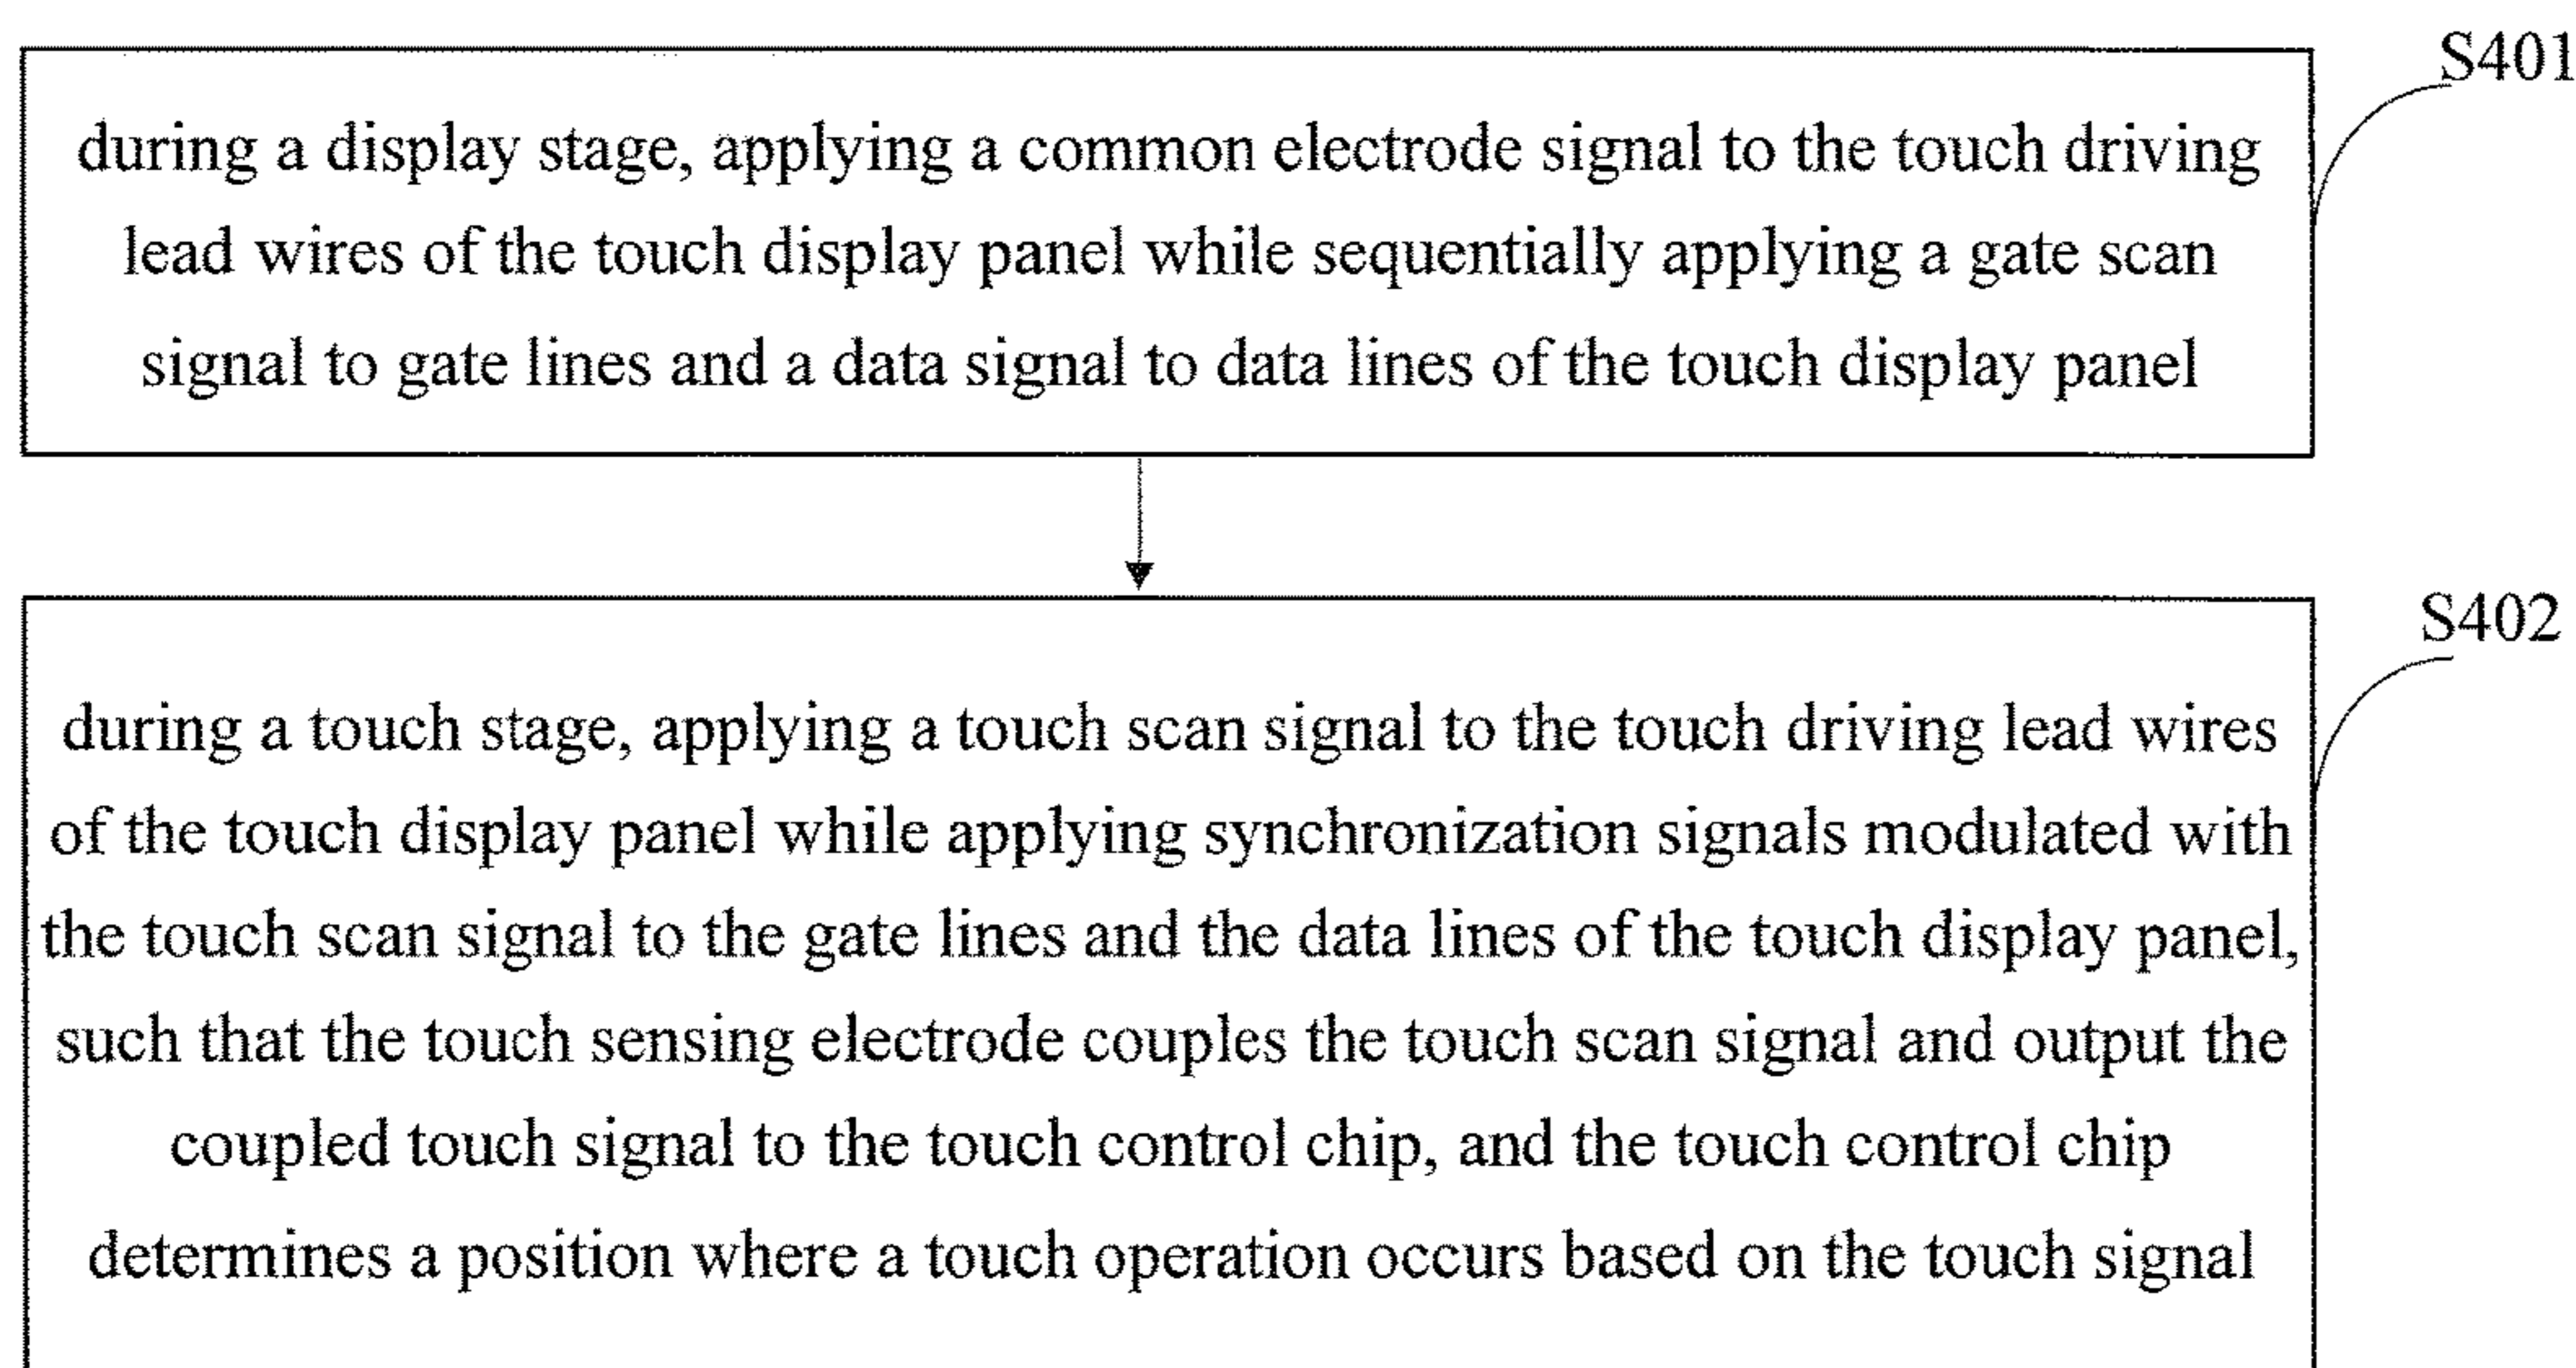 S401
during a display stage, applying a common electrode signal to the touch driving
lead wires of the touch display panel while sequentially applying a gate scan
signal to gate lines and a data signal to data lines of the touch display panel
S402
during a touch stage, applying a touch scan signal to the touch driving lead wires
of the touch display panel while applying synchronization signals modulated with
the touch scan signal to the gate lines and the data lines of the touch display panel,
such that the touch sensing electrode couples the touch scan signal and output the
coupled touch signal to the touch control chip, and the touch control chip
determines a position where a touch operation occurs based on the touch signal